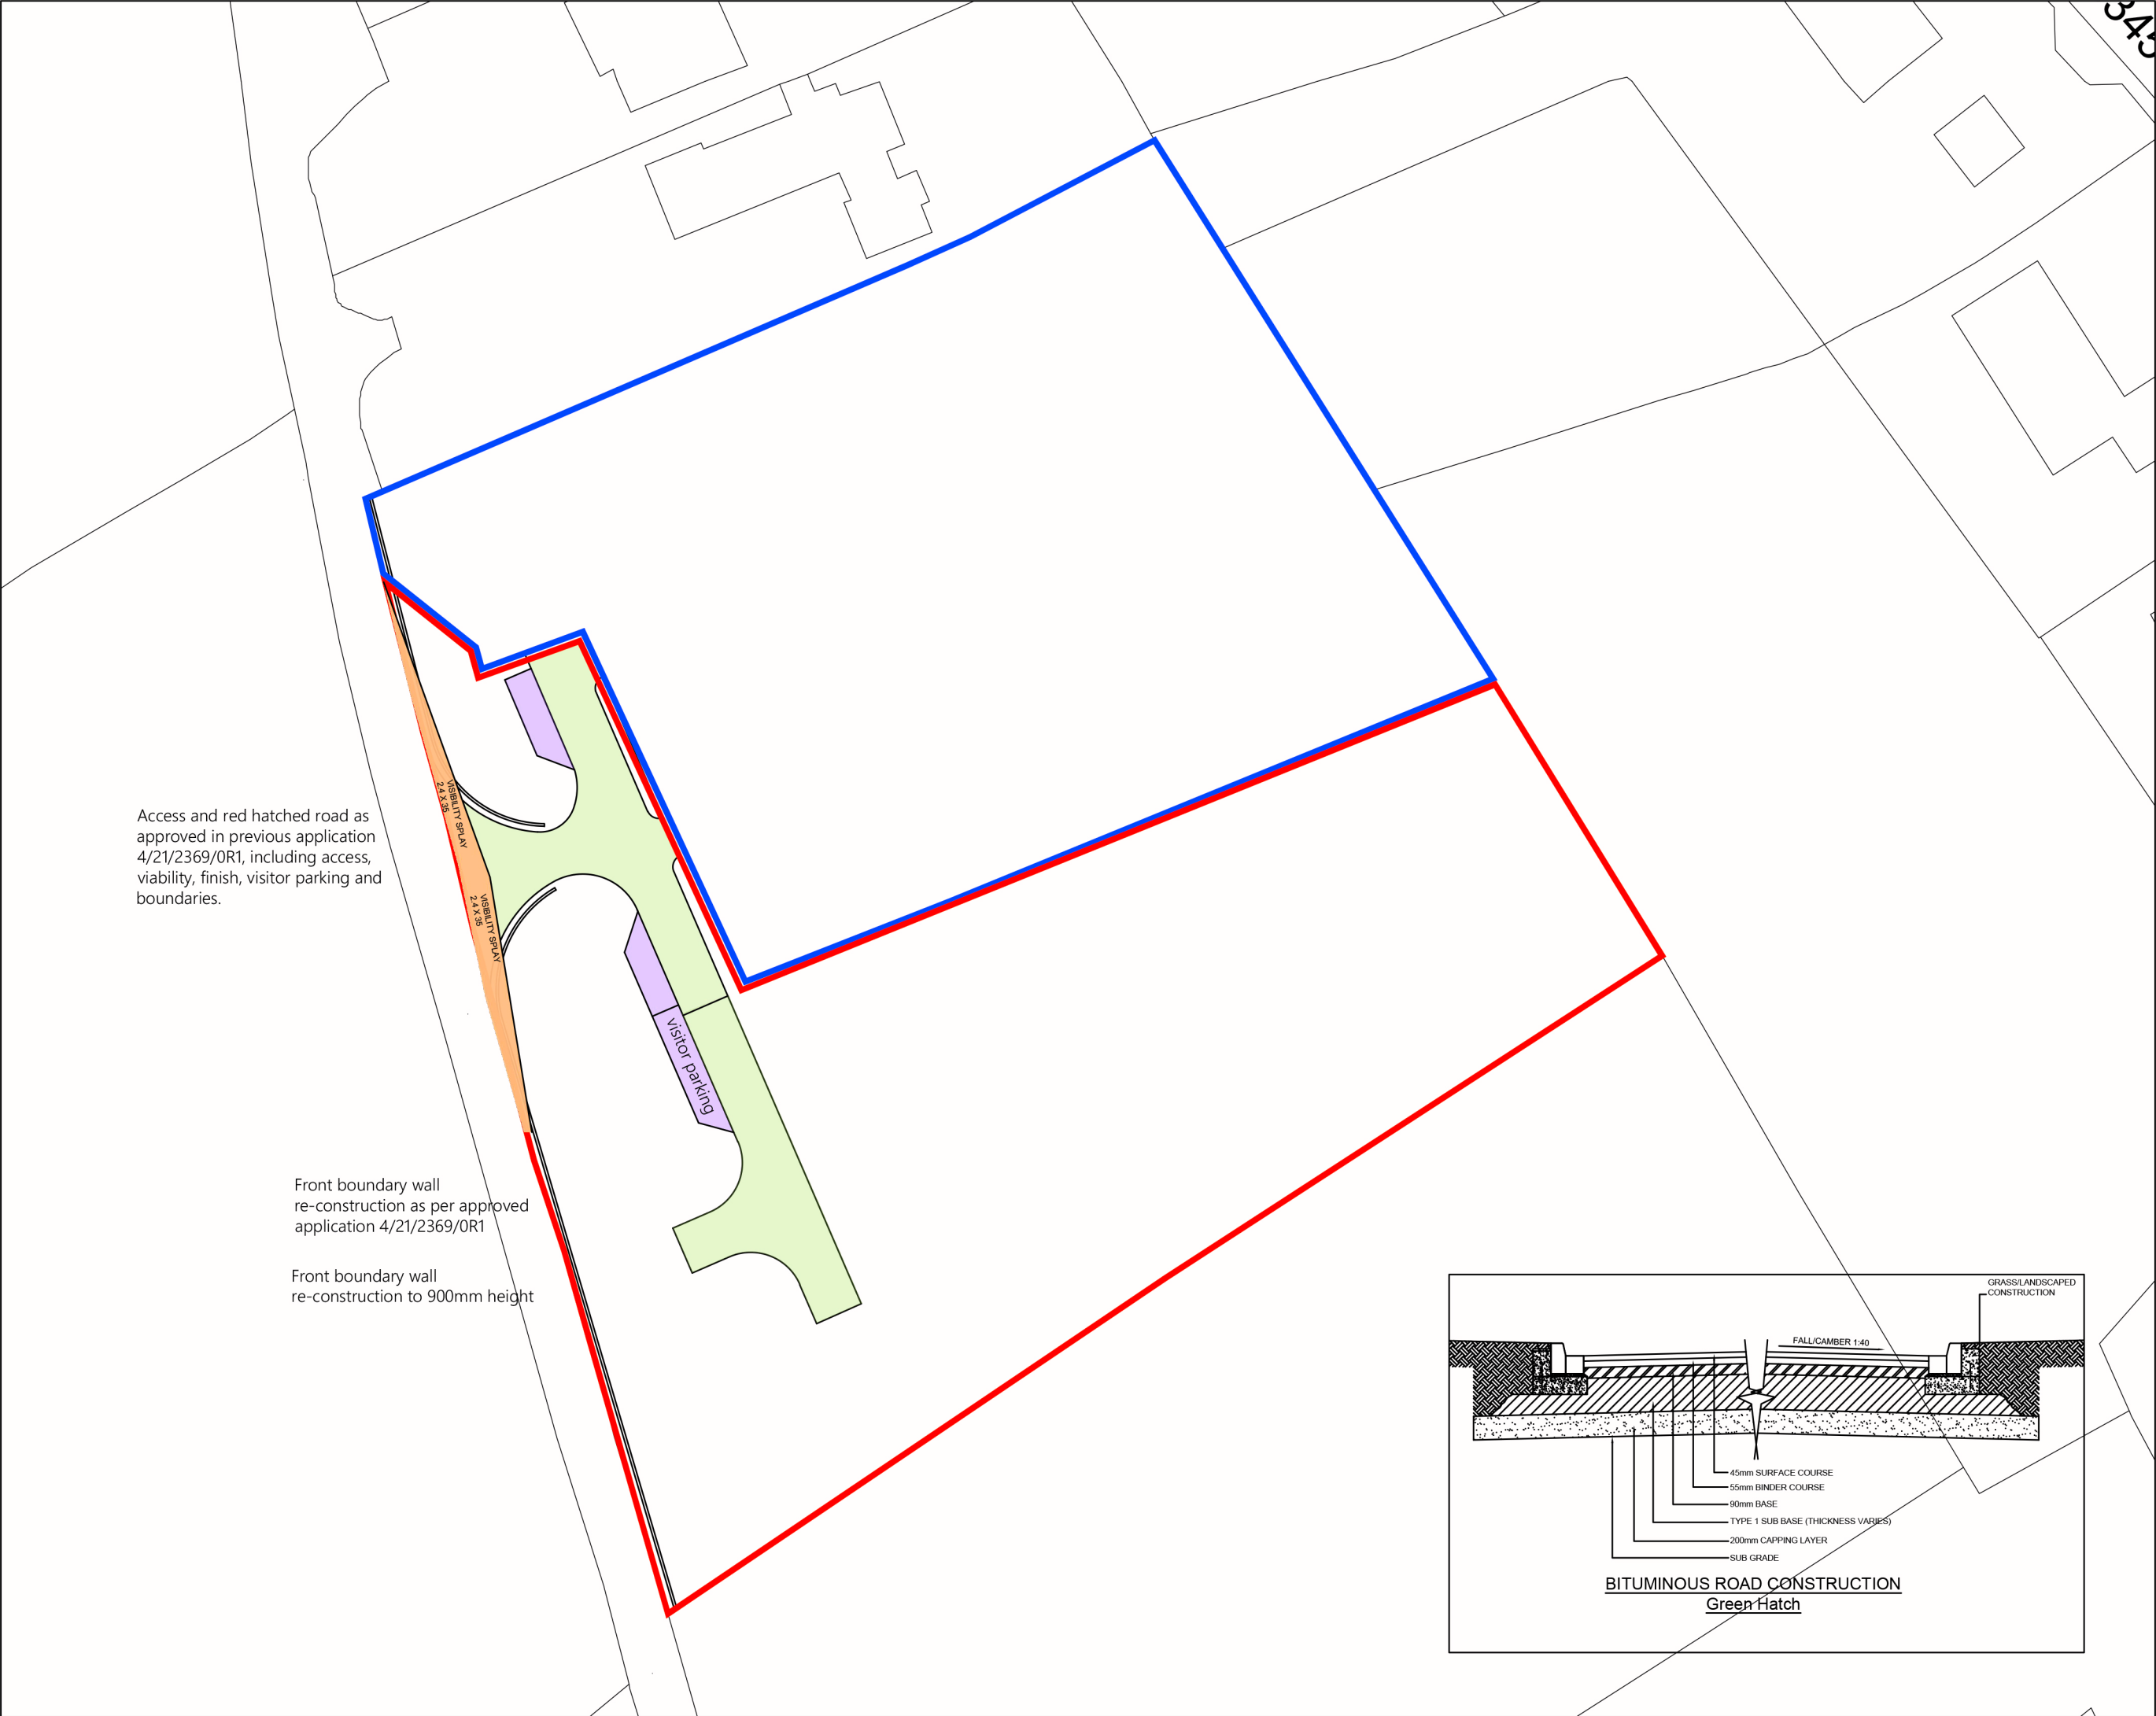 345
VISIBILITY SPLAY
2.4 X 35
Access and red hatched road as
approved in previous application
4/21/2369/0R1, including access,
viability, finish, visitor parking and
boundaries.
VISIBILITY SPLAY
2.4 X 35
visitor parking
Front boundary wall
re-construction as per approved
application 4/21/2369/0R1
Front boundary wall
re-construction to 900mm height
GRASS/LANDSCAPED
CONSTRUCTION
FALL/CAMBER 1:40
45mm SURFACE COURSE
55mm BINDER COURSE
90mm BASE
TYPE 1 SUB BASE (THICKNESS VARIES)
200mm CAPPING LAYER
SUB GRADE
BITUMINOUS ROAD CONSTRUCTION
Green Hatch